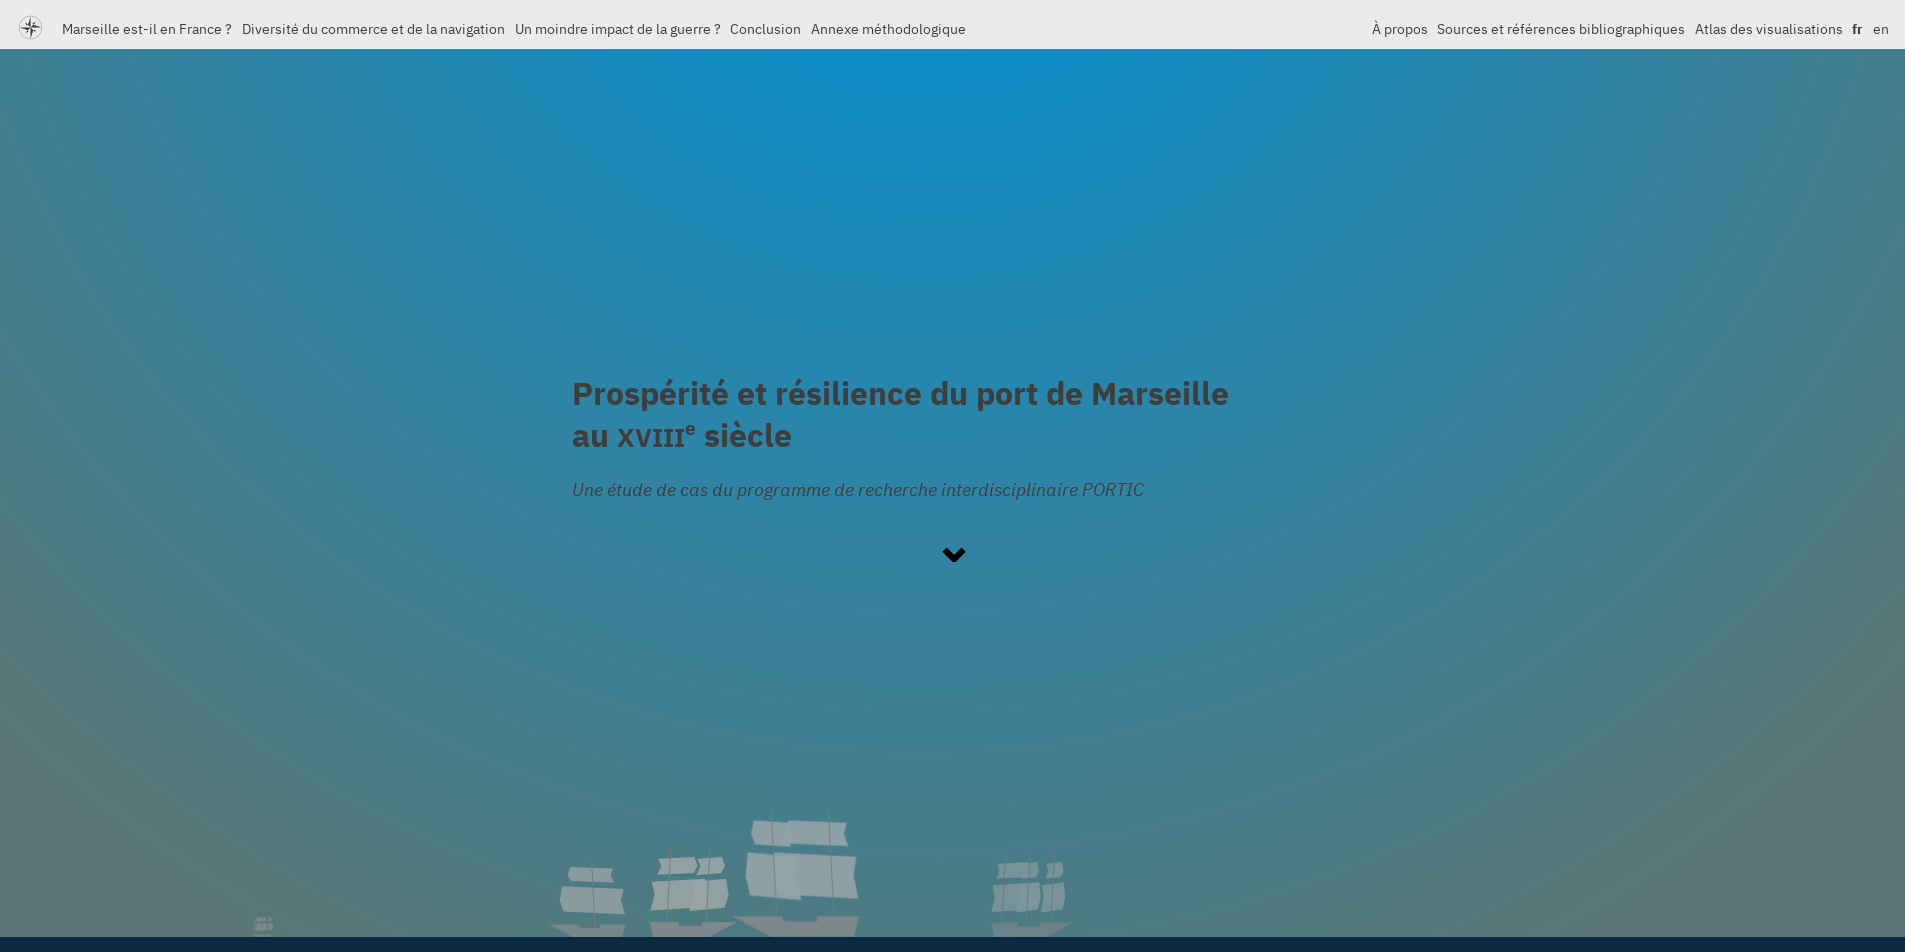 Marseille est-il en France ? Diversité du commerce et de la navigation Un moindre impact de la guerre ? Conclusion Annexe méthodologique À propos Sources et références bibliographiques Atlas des visualisations fr en
Prospérité et résilience du port de Marseille
au XVIIIe siècle
Une étude de cas du programme de recherche interdisciplinaire PORTIC